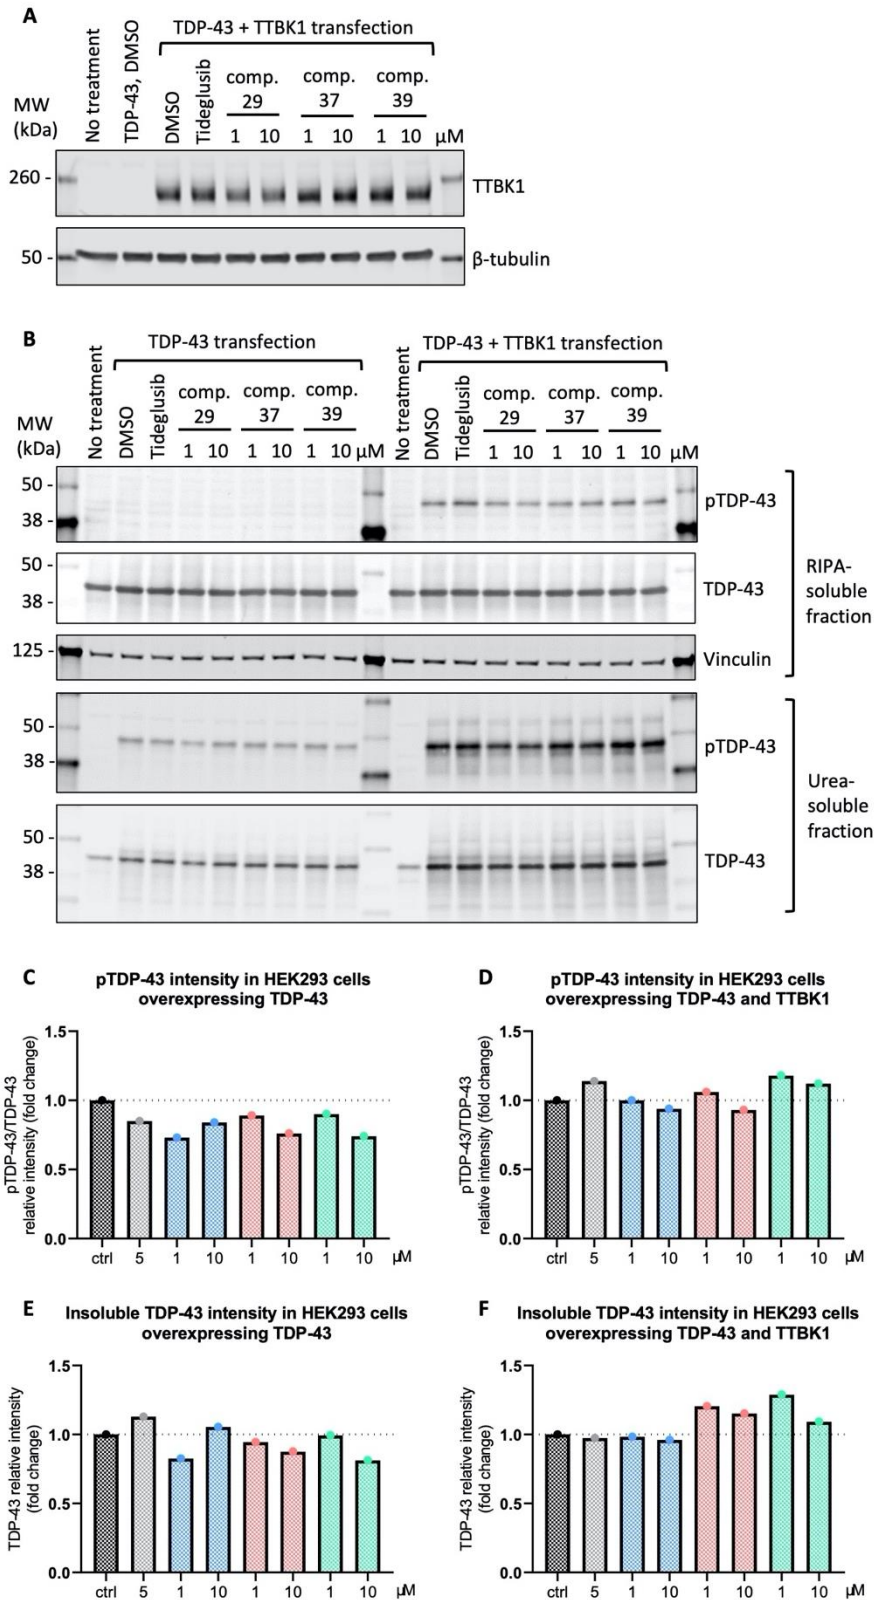 A
TDP-43 + TTBK1 transfection
No treatment
TDP-43, DMSO
DMSO
Tideglusib
comp.
29
comp.
37
comp.
39
MW
(kDa)
1 10 1 10 1 10 μM
260 -
TTBK1
50 -
β-tubulin
B
TDP-43 transfection
TDP-43 + TTBK1 transfection
No treatment
DMSO
Tideglusib
comp.
29
comp.
37
comp.
39
No treatment
DMSO
Tideglusib
comp.
29
comp.
37
comp.
39
MW
(kDa)
1 10 1 10 1 10 μM 1 10 1 10 1 10 μM
50 -
38 -
pTDP-43
50 -
38 -
TDP-43
125 -
Vinculin
RIPA-
soluble
fraction
50 -
38 -
pTDP-43
50 -
38 -
TDP-43
Urea-
soluble
fraction
C
pTDP-43 intensity in HEK293 cells
overexpressing TDP-43
pTDP-43/TDP-43
relative intensity (fold change)
1.5
1.0
0.5
0.0
ctrl 5 1 10 1 10 1 10 μM
D
pTDP-43 intensity in HEK293 cells
overexpressing TDP-43 and TTBK1
pTDP-43/TDP-43
relative intensity (fold change)
1.5
1.0
0.5
0.0
ctrl 5 1 10 1 10 1 10 μM
E
Insoluble TDP-43 intensity in HEK293 cells
overexpressing TDP-43
TDP-43 relative intensity
(fold change)
1.5
1.0
0.5
0.0
ctrl 5 1 10 1 10 1 10 μM
F
Insoluble TDP-43 intensity in HEK293 cells
overexpressing TDP-43 and TTBK1
TDP-43 relative intensity
(fold change)
1.5
1.0
0.5
0.0
ctrl 5 1 10 1 10 1 10 μM